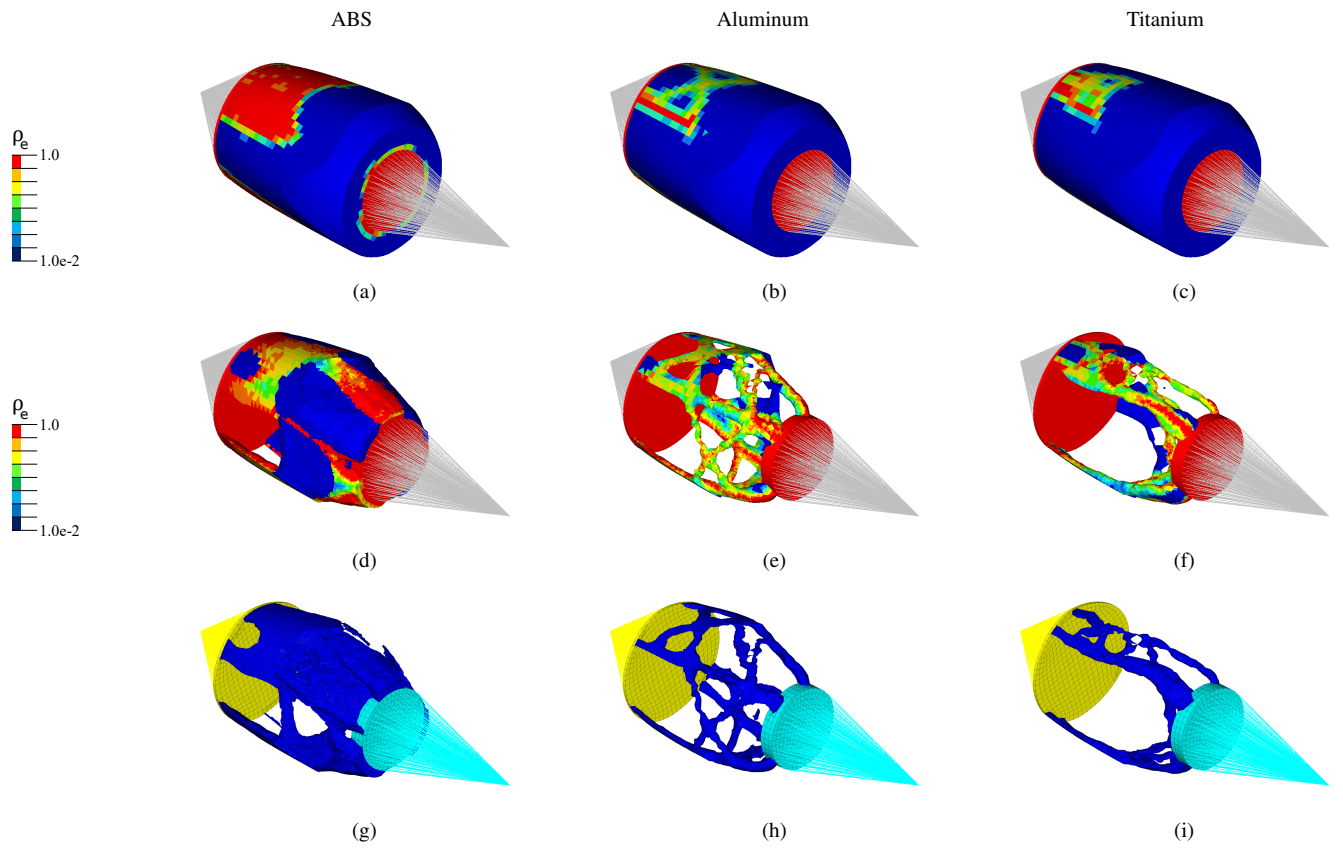 ABS Aluminum Titanium
ρe
1.0
1.0e-2
(a) (b) (c)
ρe
1.0
1.0e-2
(d) (e) (f)
(g) (h) (i)